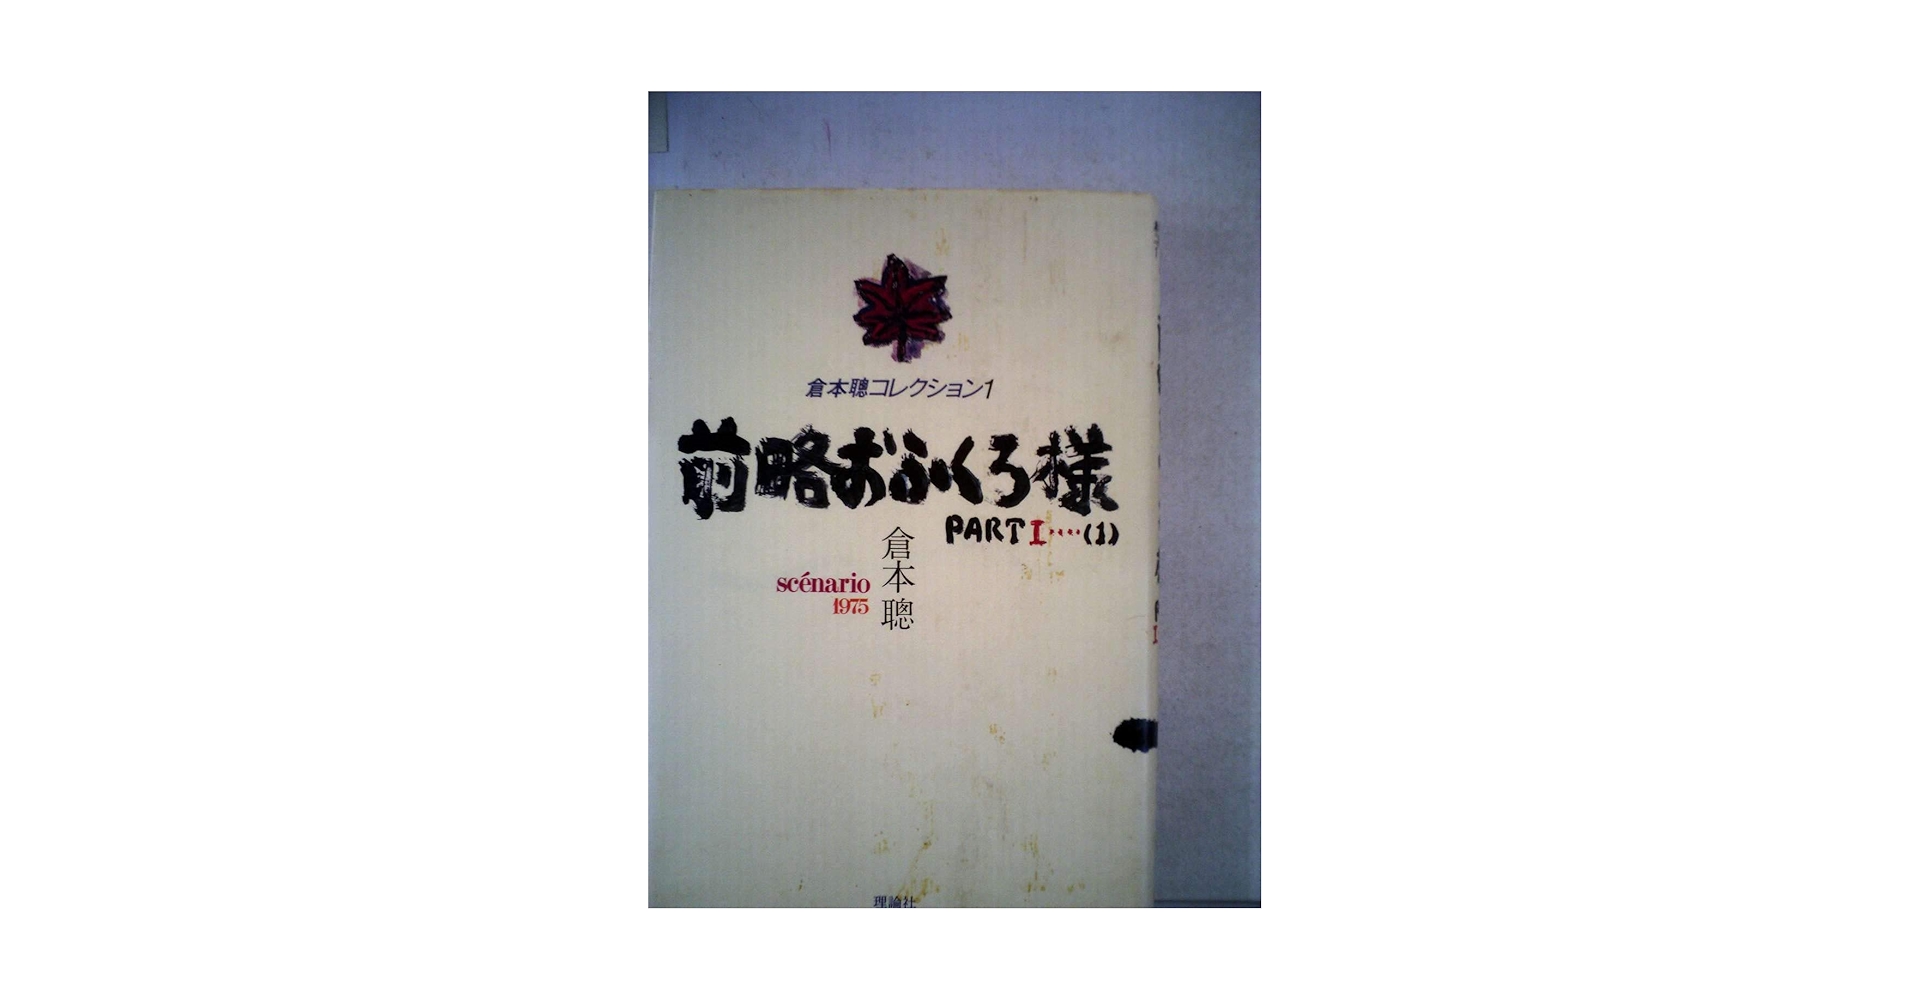 倉本聰コレクション1
前略おふくろ様
PART I····(1)
倉本聰
scénario
1975
理論社